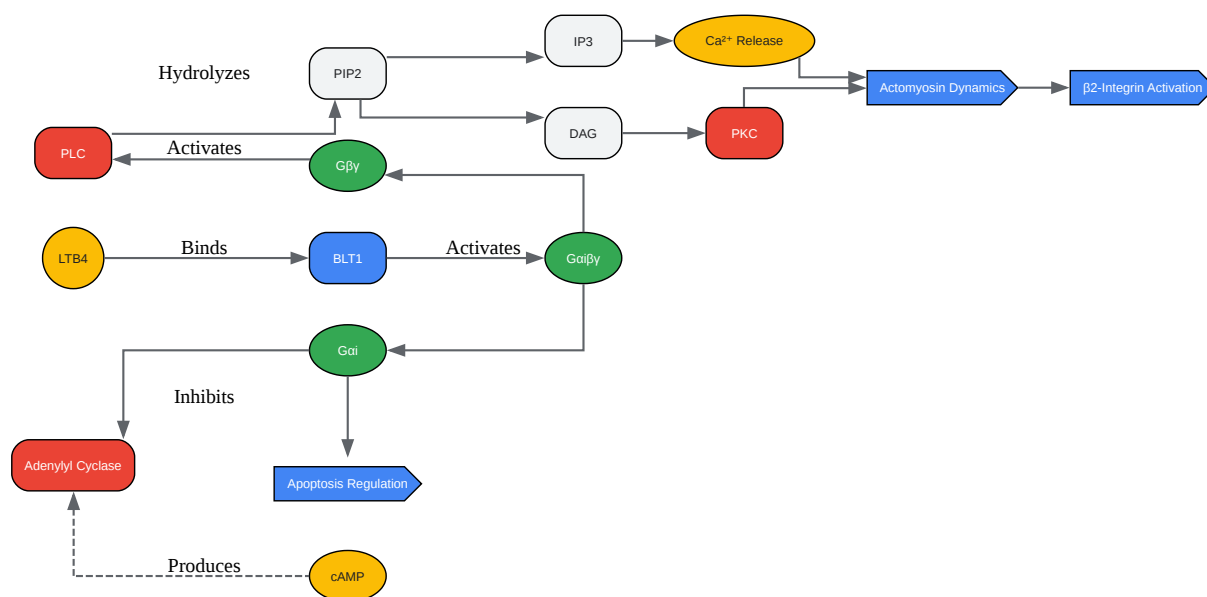 IP3
Ca²⁺ Release
Hydrolyzes
PIP2
Actomyosin Dynamics
β2-Integrin Activation
DAG
PKC
PLC
Activates
Gβγ
LTB4
Binds
BLT1
Activates
Gαiβγ
Gαi
Inhibits
Adenylyl Cyclase
Apoptosis Regulation
Produces
cAMP